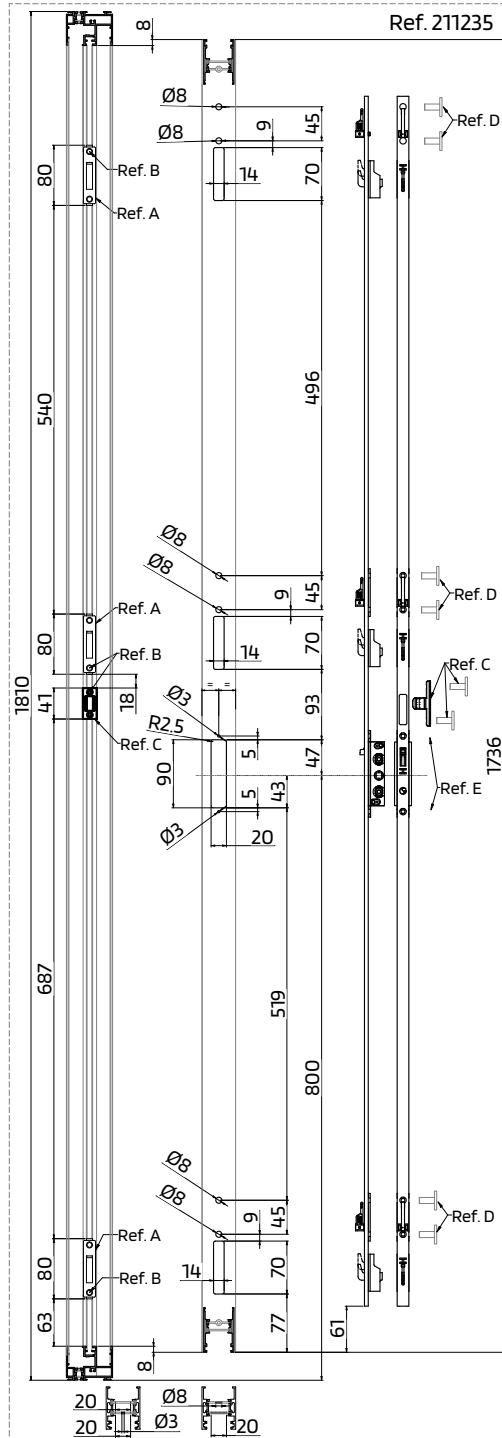 Ref. 211235
8
Ø8
45
Ref. D
Ø8
9
80
Ref. B
14
70
Ref. A
540
496
Ø8
Ø8
45
9
Ref. D
Ref. A
80
14
70
Ref. B
1810
18
41
Ref. C
Ø3
93
R2.5
Ref. C
5
47
1736
90
5
43
Ref. E
Ø3
20
687
519
800
Ø8
Ø8
45
9
Ref. D
Ref. A
80
14
70
Ref. B
63
77
61
8
20
Ø8
20
Ø3
20